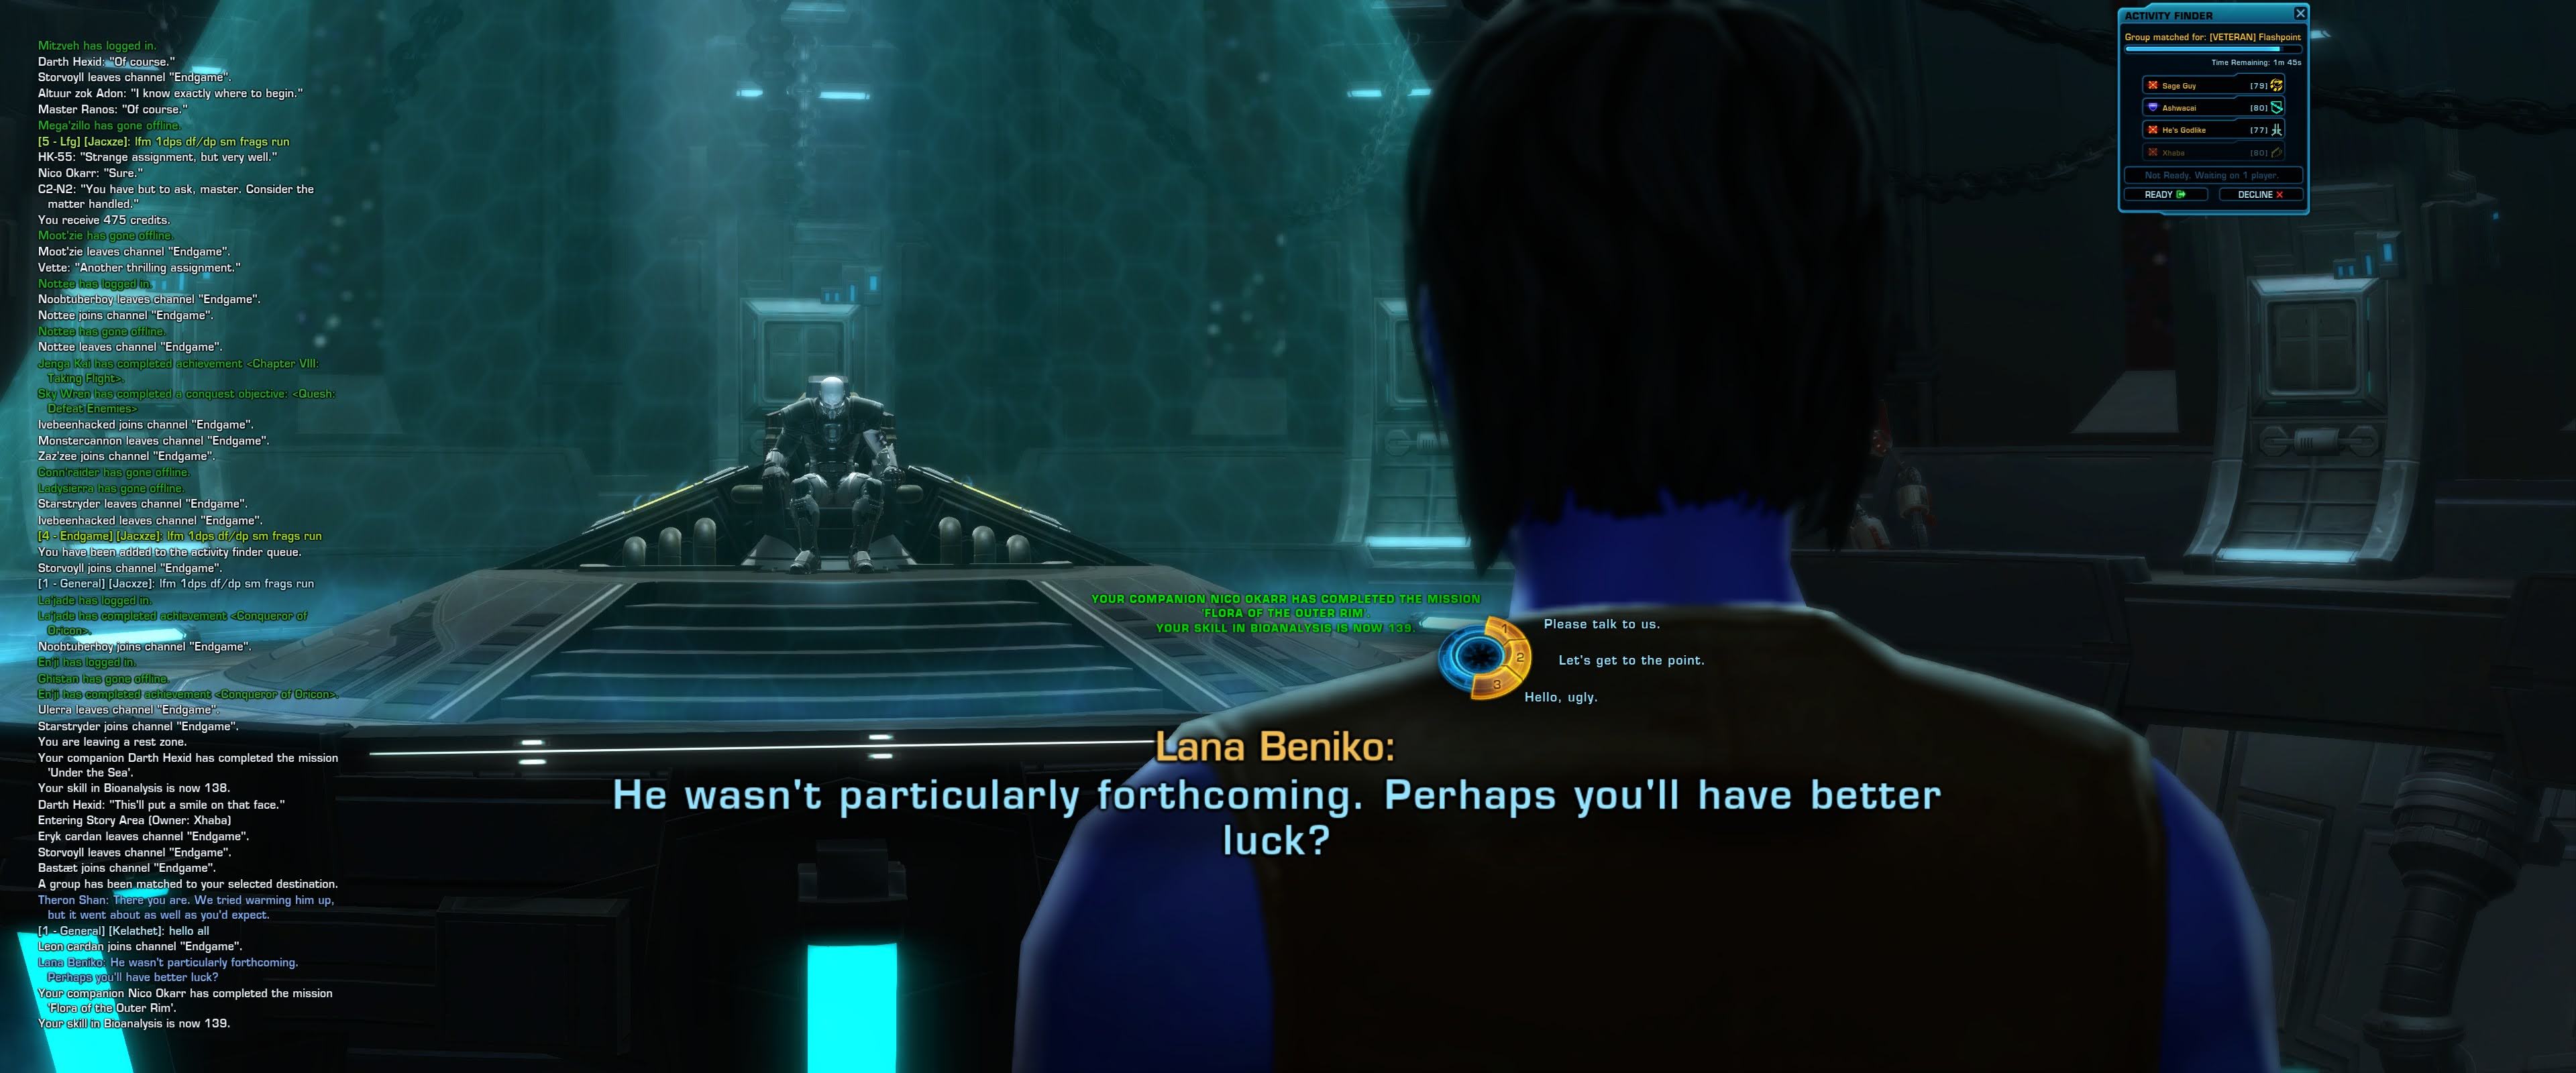 Mitzveh has logged in.
Darth Hexid: "Of course."
Storvoyll leaves channel "Endgame".
Altuur zok Adon: "I know exactly where to begin."
Master Ranos: "Of course."
Mega'zillo has gone offline.
[5 - Lfg] [Jacxze]: lfm 1dps df/dp sm frags run
HK-55: "Strange assignment, but very well."
Nico Okarr: "Sure."
C2-N2: "You have but to ask, master. Consider the
matter handled."
You receive 475 credits.
Moot'zie has gone offline.
Moot'zie leaves channel "Endgame".
Vette: "Another thrilling assignment."
Nottee has logged in.
Noobtuberboy leaves channel "Endgame".
Nottee joins channel "Endgame".
Nottee has gone offline.
Nottee leaves channel "Endgame".
Jenga Kai has completed achievement <Chapter VIII:
Taking Flight>.
Sky Wren has completed a conquest objective: <Quesh:
Defeat Enemies>
Ivebeenhacked joins channel "Endgame".
Monstercannon leaves channel "Endgame".
Zaz'zee joins channel "Endgame".
Conn'raider has gone offline.
Ladysierra has gone offline.
Starstryder leaves channel "Endgame".
Ivebeenhacked leaves channel "Endgame".
[4 - Endgame] [Jacxze]: lfm 1dps df/dp sm frags run
You have been added to the activity finder queue.
Storvoyll joins channel "Endgame".
[1 - General] [Jacxze]: lfm 1dps df/dp sm frags run
La'jade has logged in.
La'jade has completed achievement <Conqueror of
Oricon>.
Noobtuberboy joins channel "Endgame".
En'ji has logged in.
Ghistan has gone offline.
En'ji has completed achievement <Conqueror of Oricon>.
Ulerra leaves channel "Endgame".
Starstryder joins channel "Endgame".
You are leaving a rest zone.
Your companion Darth Hexid has completed the mission
'Under the Sea'.
Your skill in Bioanalysis is now 138.
Darth Hexid: "This'll put a smile on that face."
Entering Story Area (Owner: Xhaba)
Eryk cardan leaves channel "Endgame".
Storvoyll leaves channel "Endgame".
Bastæt joins channel "Endgame".
A group has been matched to your selected destination.
Theron Shan: There you are. We tried warming him up,
but it went about as well as you'd expect.
[1 - General] [Kelathet]: hello all
Leon cardan joins channel "Endgame".
Lana Beniko: He wasn't particularly forthcoming.
Perhaps you'll have better luck?
Your companion Nico Okarr has completed the mission
'Flora of the Outer Rim'.
Your skill in Bioanalysis is now 139.
YOUR COMPANION NICO OKARR HAS COMPLETED THE MISSION
'FLORA OF THE OUTER RIM'.
YOUR SKILL IN BIOANALYSIS IS NOW 139.
1 Please talk to us.
2 Let's get to the point.
3 Hello, ugly.
Lana Beniko:
He wasn't particularly forthcoming. Perhaps you'll have better
luck?
ACTIVITY FINDER
Group matched for: [VETERAN] Flashpoint
Time Remaining: 1m 45s
Sage Guy [79]
Ashwacai [80]
He's Godlike [77]
Xhaba [80]
Not Ready. Waiting on 1 player.
READY DECLINE